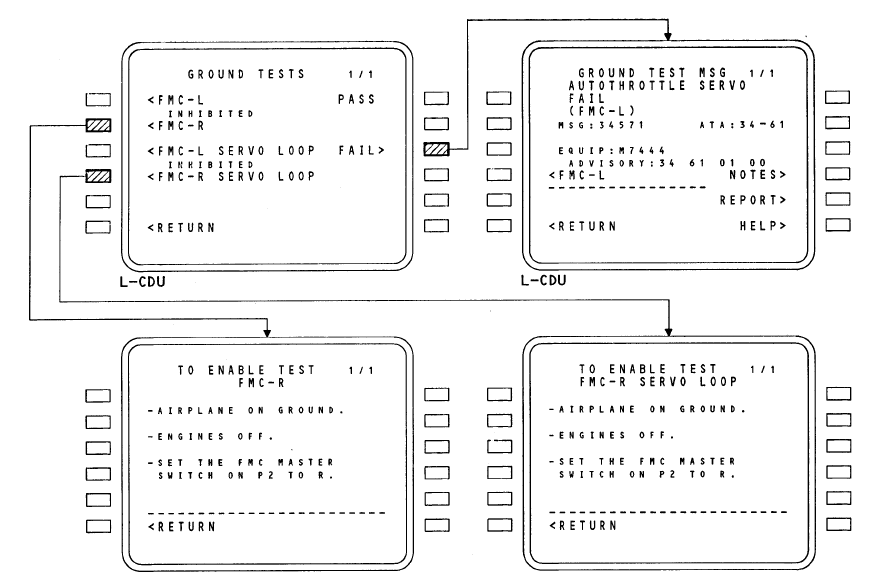 GROUND TESTS 1/1
<FMC-L PASS
INHIBITED
<FMC-R
<FMC-L SERVO LOOP FAIL>
INHIBITED
<FMC-R SERVO LOOP
<RETURN
L-CDU
GROUND TEST MSG 1/1
AUTOTHROTTLE SERVO
FAIL
(FMC-L)
MSG:34571 ATA:34-61
EQUIP:M7444
ADVISORY:34 61 01 00
<FMC-L NOTES>
------------------
REPORT>
<RETURN HELP>
L-CDU
TO ENABLE TEST 1/1
FMC-R
-AIRPLANE ON GROUND.
-ENGINES OFF.
-SET THE FMC MASTER
SWITCH ON P2 TO R.
------------------------
<RETURN
TO ENABLE TEST 1/1
FMC-R SERVO LOOP
-AIRPLANE ON GROUND.
-ENGINES OFF.
-SET THE FMC MASTER
SWITCH ON P2 TO R.
------------------------
<RETURN